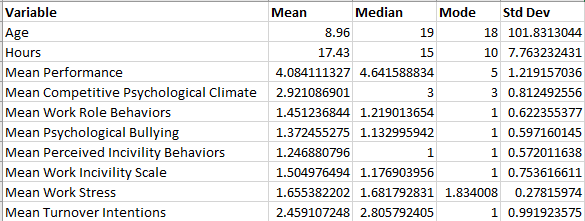 Variable Mean Median Mode Std Dev
Age 8.96 19 18 101.8313044
Hours 17.43 15 10 7.763232431
Mean Performance 4.084111327 4.641588834 5 1.219157036
Mean Competitive Psychological Climate 2.921086901 3 3 0.812492556
Mean Work Role Behaviors 1.451236844 1.219013654 1 0.622355377
Mean Psychological Bullying 1.372455275 1.132995942 1 0.597160145
Mean Perceived Incivility Behaviors 1.246880796 1 1 0.572011638
Mean Work Incivility Scale 1.504976494 1.176903956 1 0.753616611
Mean Work Stress 1.655382202 1.681792831 1.834008 0.27815974
Mean Turnover Intentions 2.459107248 2.805792405 1 0.991923575